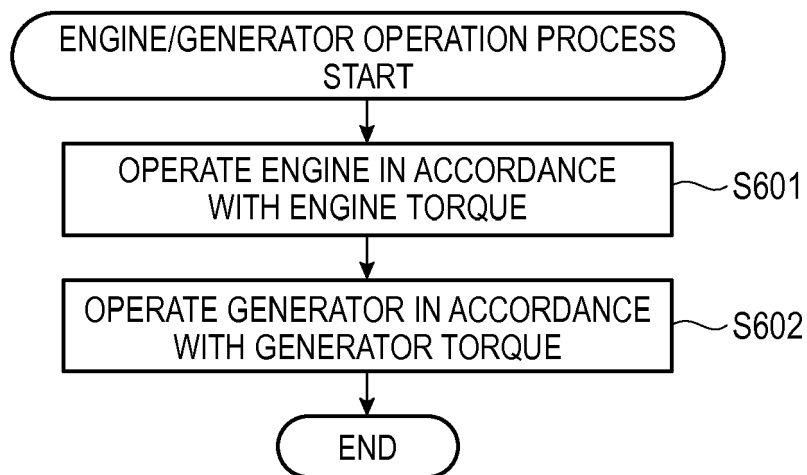 ENGINE/GENERATOR OPERATION PROCESS
START
OPERATE ENGINE IN ACCORDANCE
WITH ENGINE TORQUE
S601
OPERATE GENERATOR IN ACCORDANCE
WITH GENERATOR TORQUE
S602
END